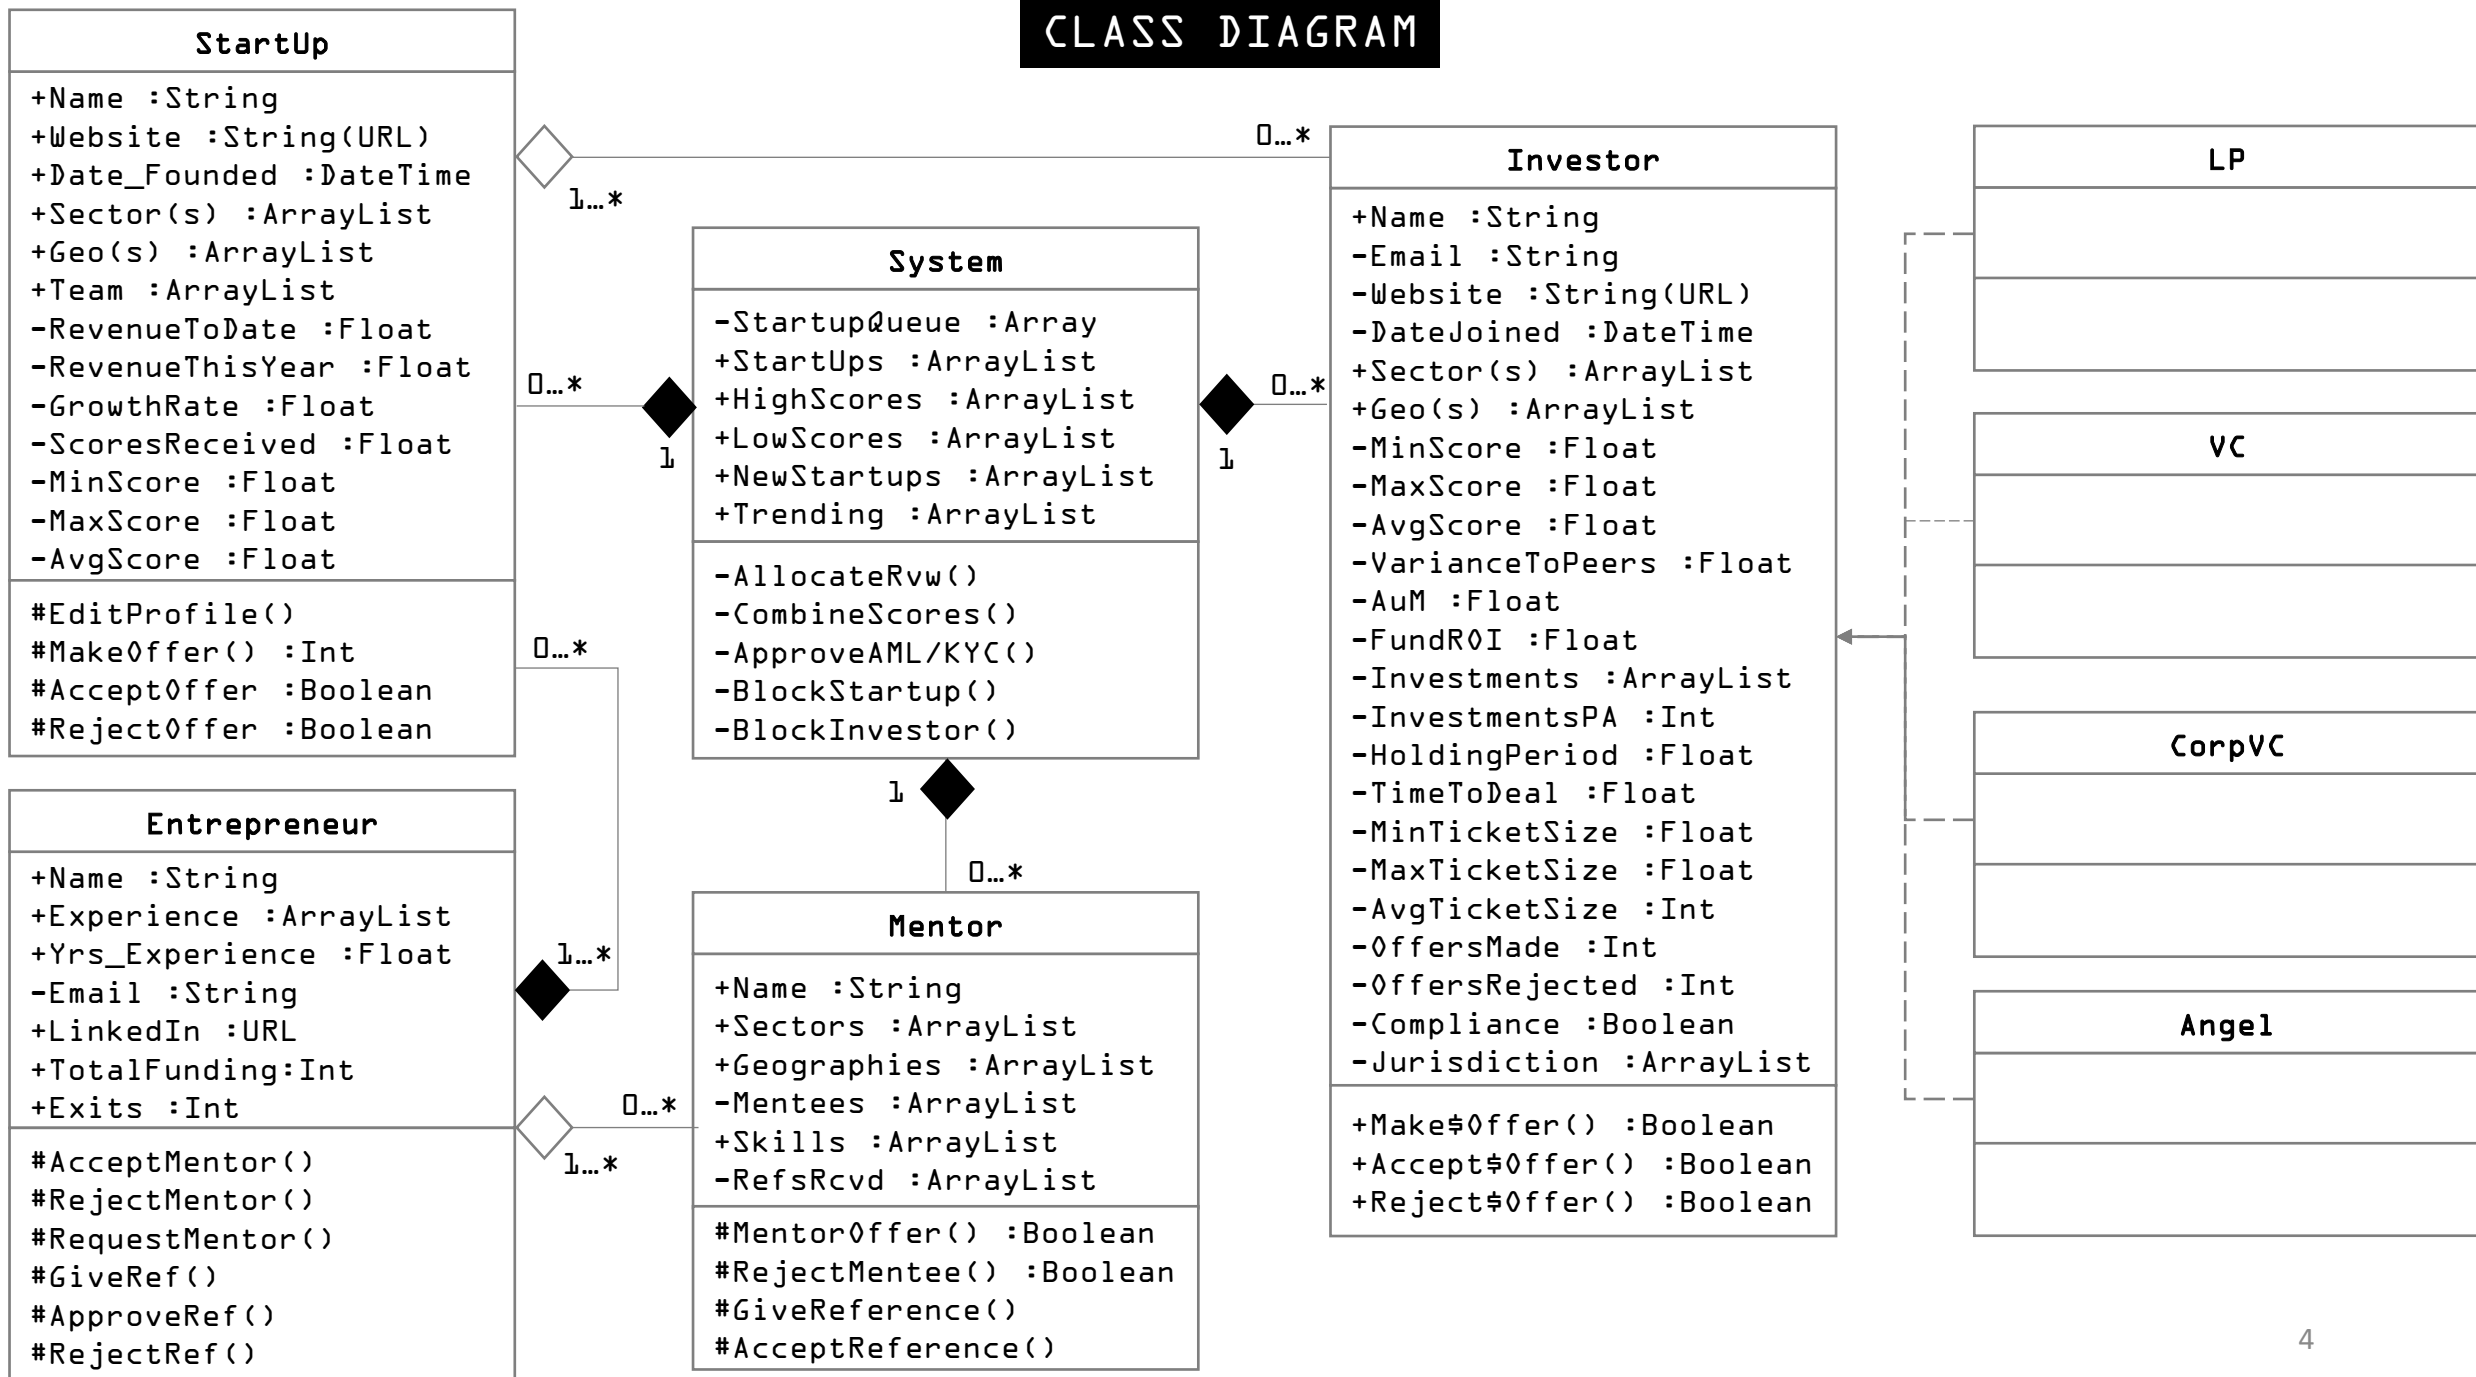 CLASS DIAGRAM
StartUp
+Name :String
+Website :String(URL)
+Date_Founded :DateTime
+Sector(s) :ArrayList
+Geo(s) :ArrayList
+Team :ArrayList
-RevenueToDate :Float
-RevenueThisYear :Float
-GrowthRate :Float
-ScoresReceived :Float
-MinScore :Float
-MaxScore :Float
-AvgScore :Float
#EditProfile()
#MakeOffer() :Int
#AcceptOffer :Boolean
#RejectOffer :Boolean
1…*
0…*
0…*
1
1
0…*
0…*
1…*
System
-StartupQueue :Array
+StartUps :ArrayList
+HighScores :ArrayList
+LowScores :ArrayList
+NewStartups :ArrayList
+Trending :ArrayList
-AllocateRvw()
-CombineScores()
-ApproveAML/KYC()
-BlockStartup()
-BlockInvestor()
1
0…*
Entrepreneur
+Name :String
+Experience :ArrayList
+Yrs_Experience :Float
-Email :String
+LinkedIn :URL
+TotalFunding:Int
+Exits :Int
#AcceptMentor()
#RejectMentor()
#RequestMentor()
#GiveRef()
#ApproveRef()
#RejectRef()
0…*
1…*
Mentor
+Name :String
+Sectors :ArrayList
+Geographies :ArrayList
-Mentees :ArrayList
+Skills :ArrayList
-RefsRcvd :ArrayList
#MentorOffer() :Boolean
#RejectMentee() :Boolean
#GiveReference()
#AcceptReference()
Investor
+Name :String
-Email :String
-Website :String(URL)
-DateJoined :DateTime
+Sector(s) :ArrayList
+Geo(s) :ArrayList
-MinScore :Float
-MaxScore :Float
-AvgScore :Float
-VarianceToPeers :Float
-AuM :Float
-FundROI :Float
-Investments :ArrayList
-InvestmentsPA :Int
-HoldingPeriod :Float
-TimeToDeal :Float
-MinTicketSize :Float
-MaxTicketSize :Float
-AvgTicketSize :Int
-OffersMade :Int
-OffersRejected :Int
-Compliance :Boolean
-Jurisdiction :ArrayList
+Make$Offer() :Boolean
+Accept$Offer() :Boolean
+Reject$Offer() :Boolean
LP
VC
CorpVC
Angel
4